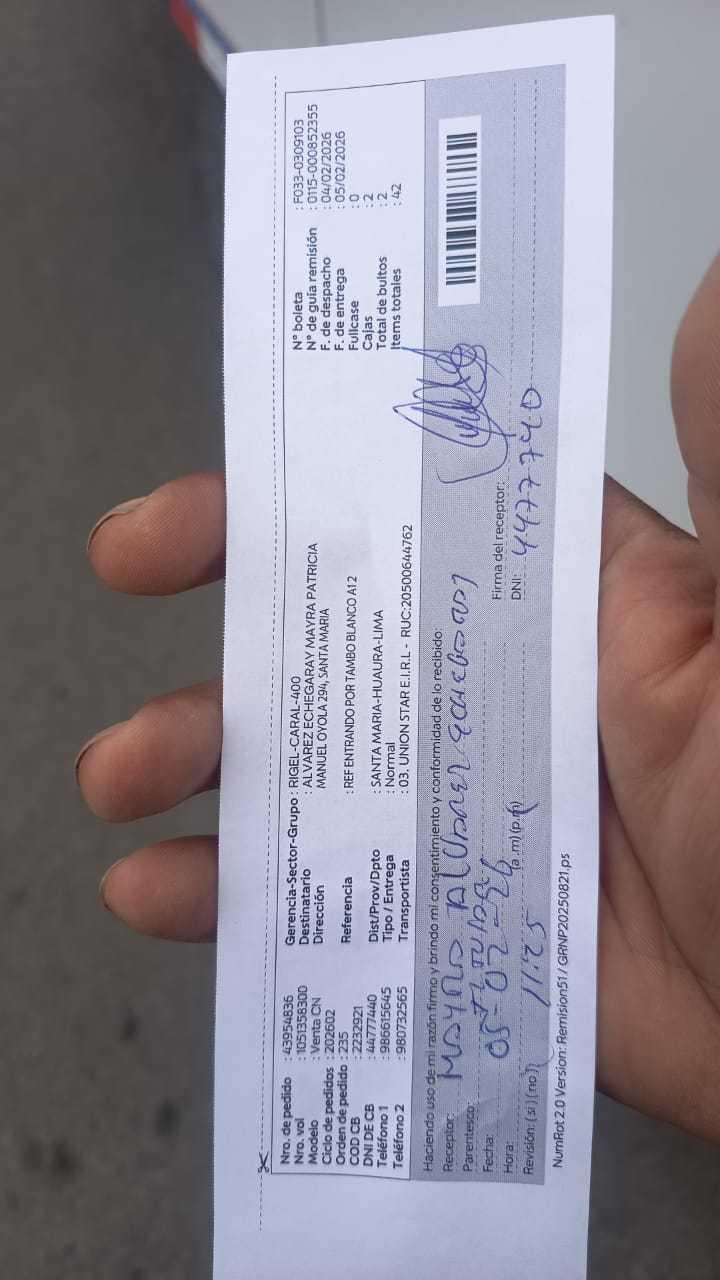 Nro. de pedido : 43954836
Nro. vol : 1051358300
Modelo : Venta CN
Ciclo de pedidos : 202602
Orden de pedido : 235
COD CB : 2232921
DNI DE CB : 44777440
Teléfono 1 : 986615645
Teléfono 2 : 980732565
Gerencia-Sector-Grupo : RIGEL-CARAL-400
Destinatario : ALVAREZ ECHEGARAY MAYRA PATRICIA
Dirección : MANUEL OYOLA 294, SANTA MARIA
Referencia : REF ENTRANDO POR TAMBO BLANCO A12
Dist/Prov/Dpto : SANTA MARIA-HUAURA-LIMA
Tipo / Entrega : Normal
Transportista : 03. UNION STAR E.I.R.L - RUC:20500644762
N° boleta : F033-0309103
N° de guía remisión : 0115-000852355
F. de despacho : 04/02/2026
F. de entrega : 05/02/2026
Fullcase : 0
Cajas : 2
Total de bultos : 2
Items totales : 42
Haciendo uso de mi razón firmo y brindo mi consentimiento y conformidad de lo recibido:
Receptor: Mayra Alvarez
Parentesco:
Fecha: 05-02-26
Hora: 11:25 (a.m)(p.m)
Revisión: (si) (no)
Firma del receptor:
DNI: 44777440
NumRot 2.0 Version: Remision51 / GRNP20250821.ps